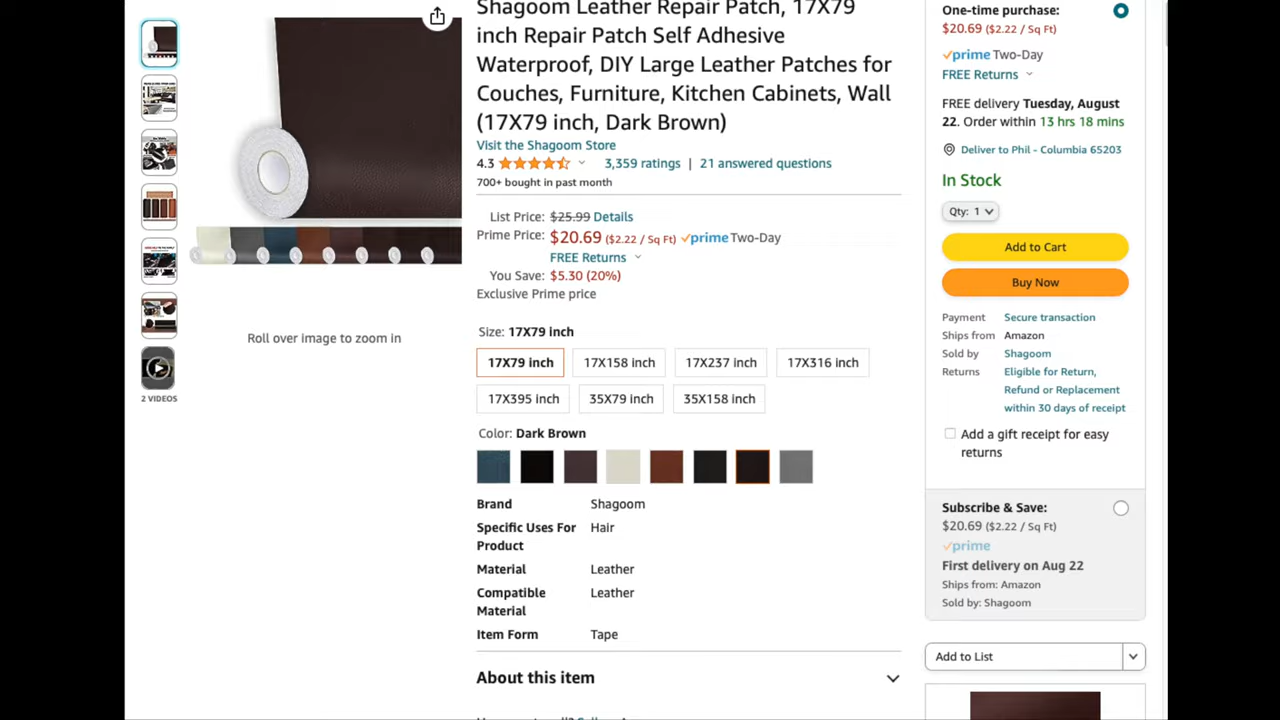 Shagoom Leather Repair Patch, 17X79
inch Repair Patch Self Adhesive
Waterproof, DIY Large Leather Patches for
Couches, Furniture, Kitchen Cabinets, Wall
(17X79 inch, Dark Brown)
Visit the Shagoom Store
4.3 3,359 ratings | 21 answered questions
700+ bought in past month
List Price: $25.99 Details
Prime Price: $20.69 ($2.22 / Sq Ft) prime Two-Day
FREE Returns
You Save: $5.30 (20%)
Exclusive Prime price
Size: 17X79 inch
17X79 inch 17X158 inch 17X237 inch 17X316 inch
17X395 inch 35X79 inch 35X158 inch
Color: Dark Brown
Brand Shagoom
Specific Uses For Hair
Product
Material Leather
Compatible Leather
Material
Item Form Tape
About this item
Roll over image to zoom in
2 VIDEOS
One-time purchase:
$20.69 ($2.22 / Sq Ft)
prime Two-Day
FREE Returns
FREE delivery Tuesday, August
22. Order within 13 hrs 18 mins
Deliver to Phil - Columbia 65203
In Stock
Qty: 1
Add to Cart
Buy Now
Payment Secure transaction
Ships from Amazon
Sold by Shagoom
Returns Eligible for Return,
Refund or Replacement
within 30 days of receipt
Add a gift receipt for easy
returns
Subscribe & Save:
$20.69 ($2.22 / Sq Ft)
prime
First delivery on Aug 22
Ships from: Amazon
Sold by: Shagoom
Add to List